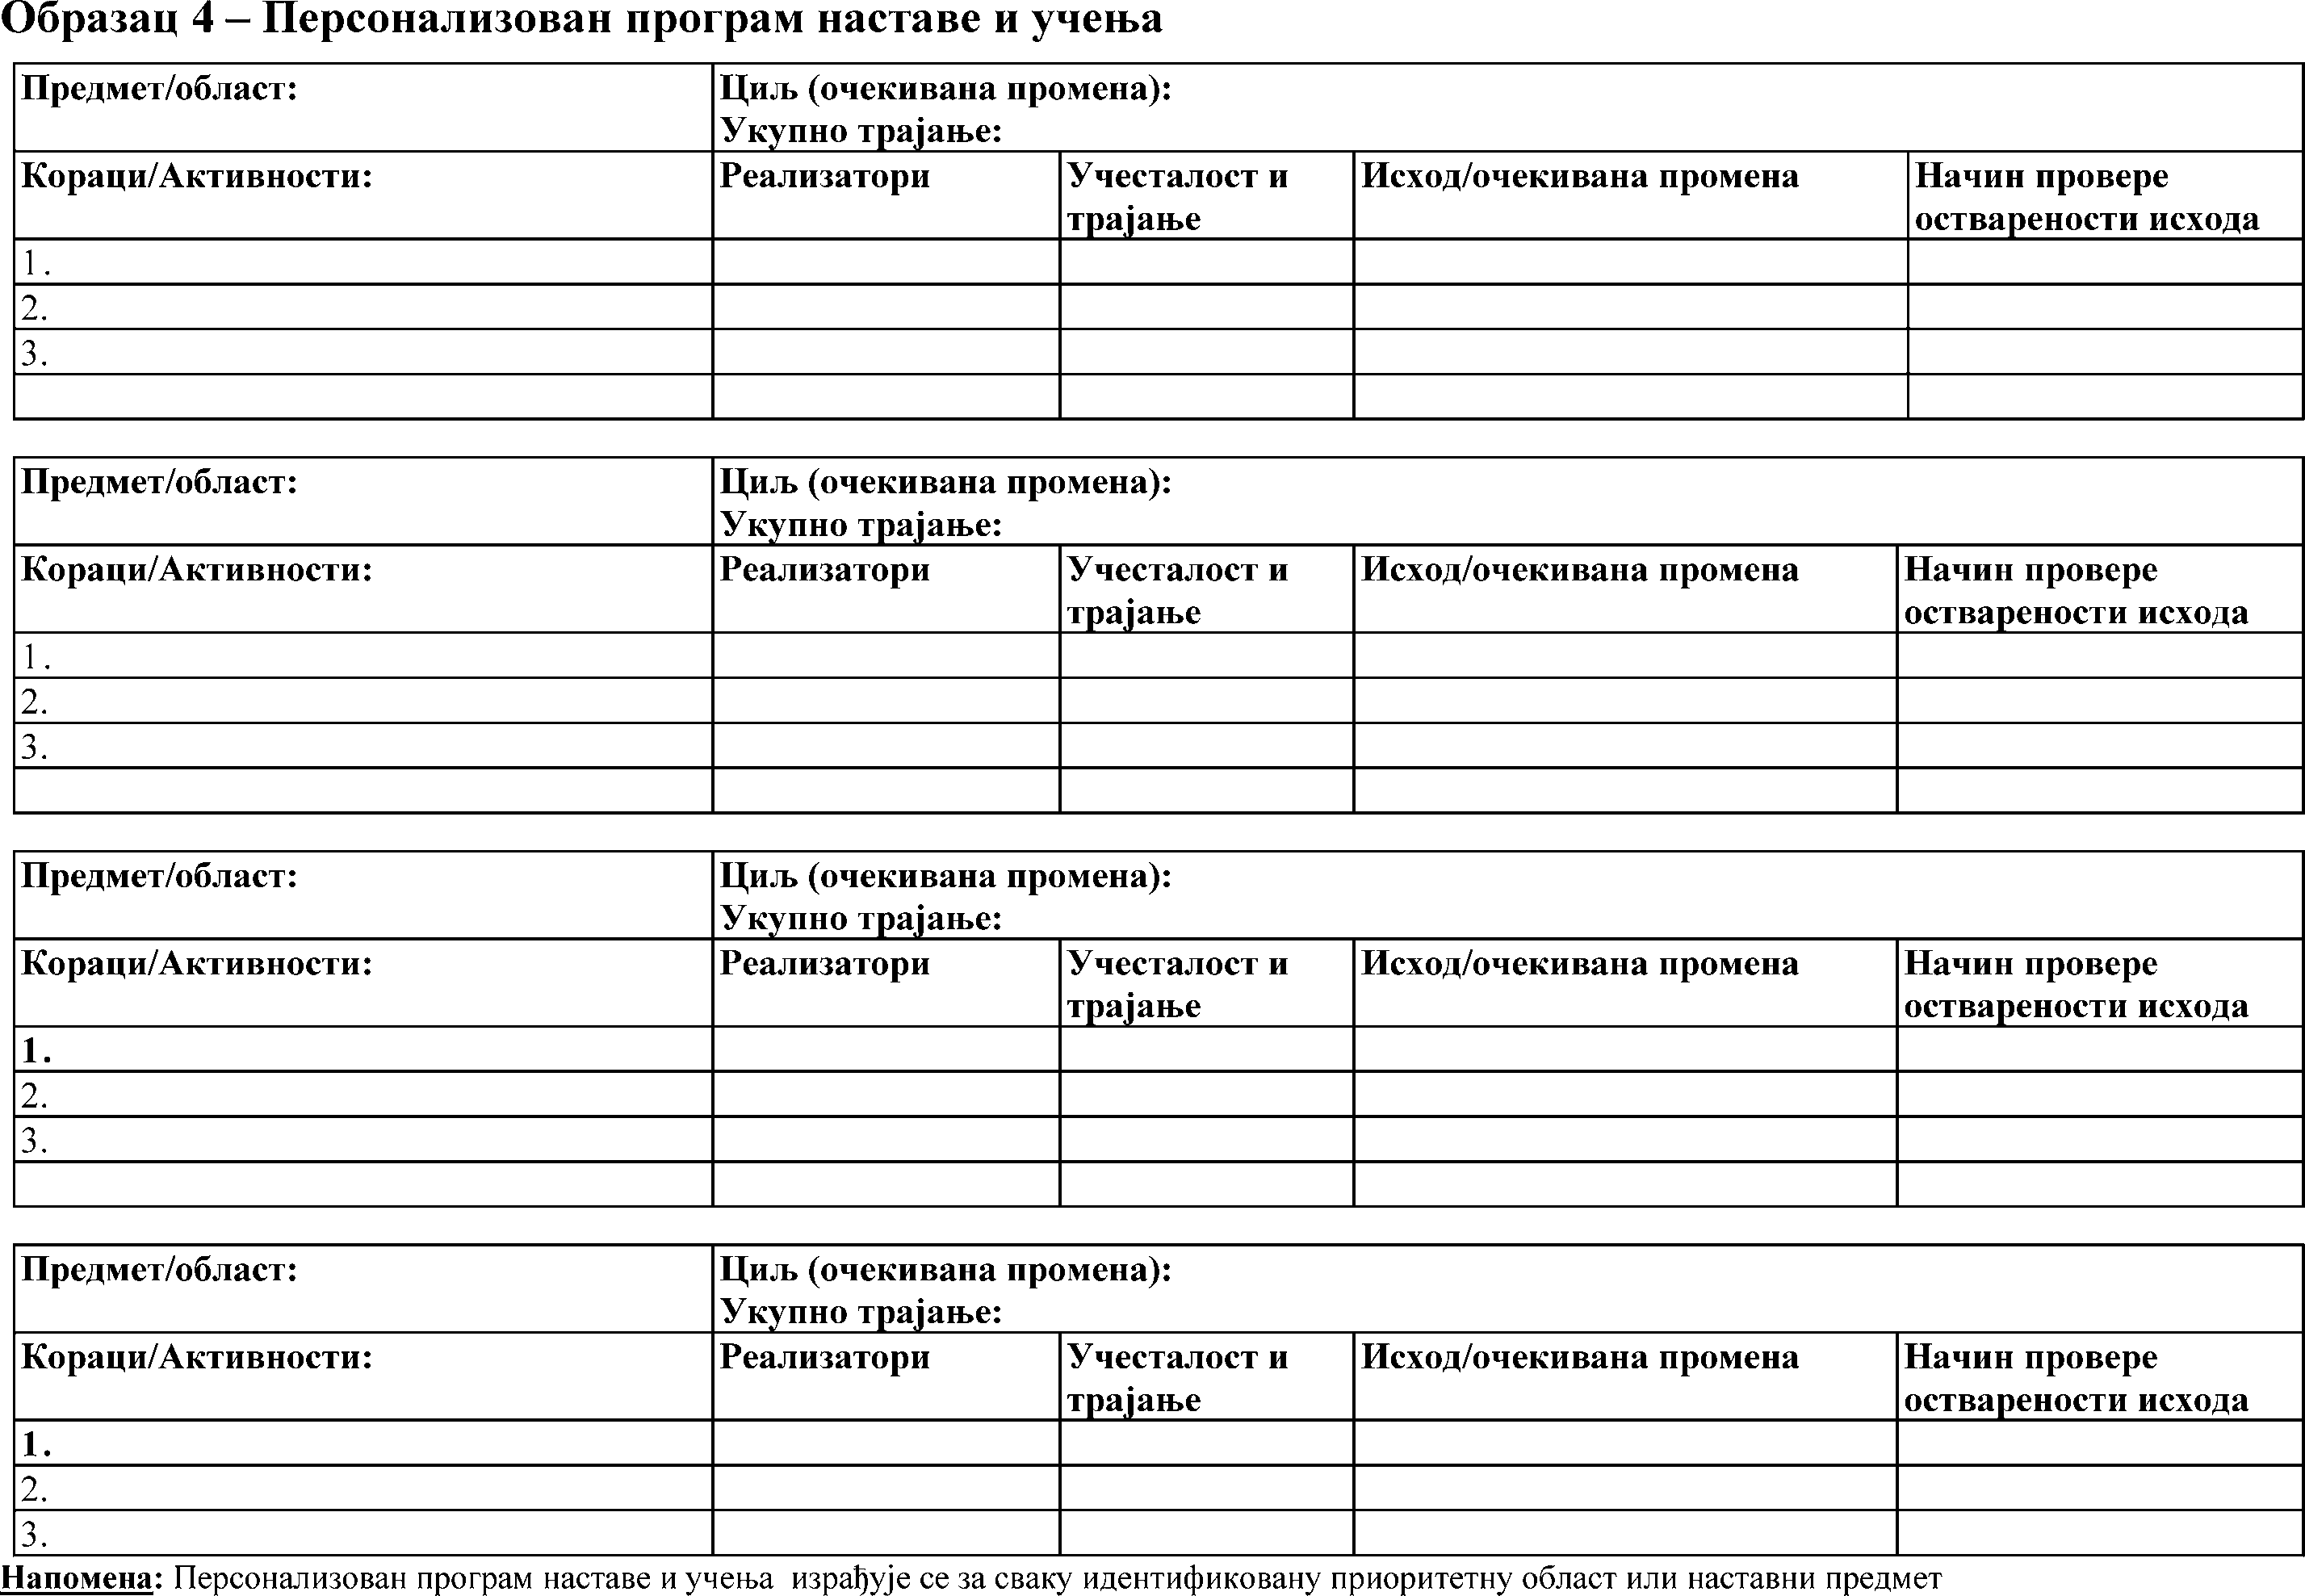 Образац 4 – Персонализован програм наставе и учења
Предмет/област:
Циљ (очекивана промена):
Укупно трајање:
Кораци/Активности:
Реализатори
Учесталост и
трајање
Исход/очекивана промена
Начин провере
остварености исхода
1.
2.
3.
Предмет/област:
Циљ (очекивана промена):
Укупно трајање:
Кораци/Активности:
Реализатори
Учесталост и
трајање
Исход/очекивана промена
Начин провере
остварености исхода
1.
2.
3.
Предмет/област:
Циљ (очекивана промена):
Укупно трајање:
Кораци/Активности:
Реализатори
Учесталост и
трајање
Исход/очекивана промена
Начин провере
остварености исхода
1.
2.
3.
Предмет/област:
Циљ (очекивана промена):
Укупно трајање:
Кораци/Активности:
Реализатори
Учесталост и
трајање
Исход/очекивана промена
Начин провере
остварености исхода
1.
2.
3.
Напомена: Персонализован програм наставе и учења израђује се за сваку идентификовану приоритетну област или наставни предмет